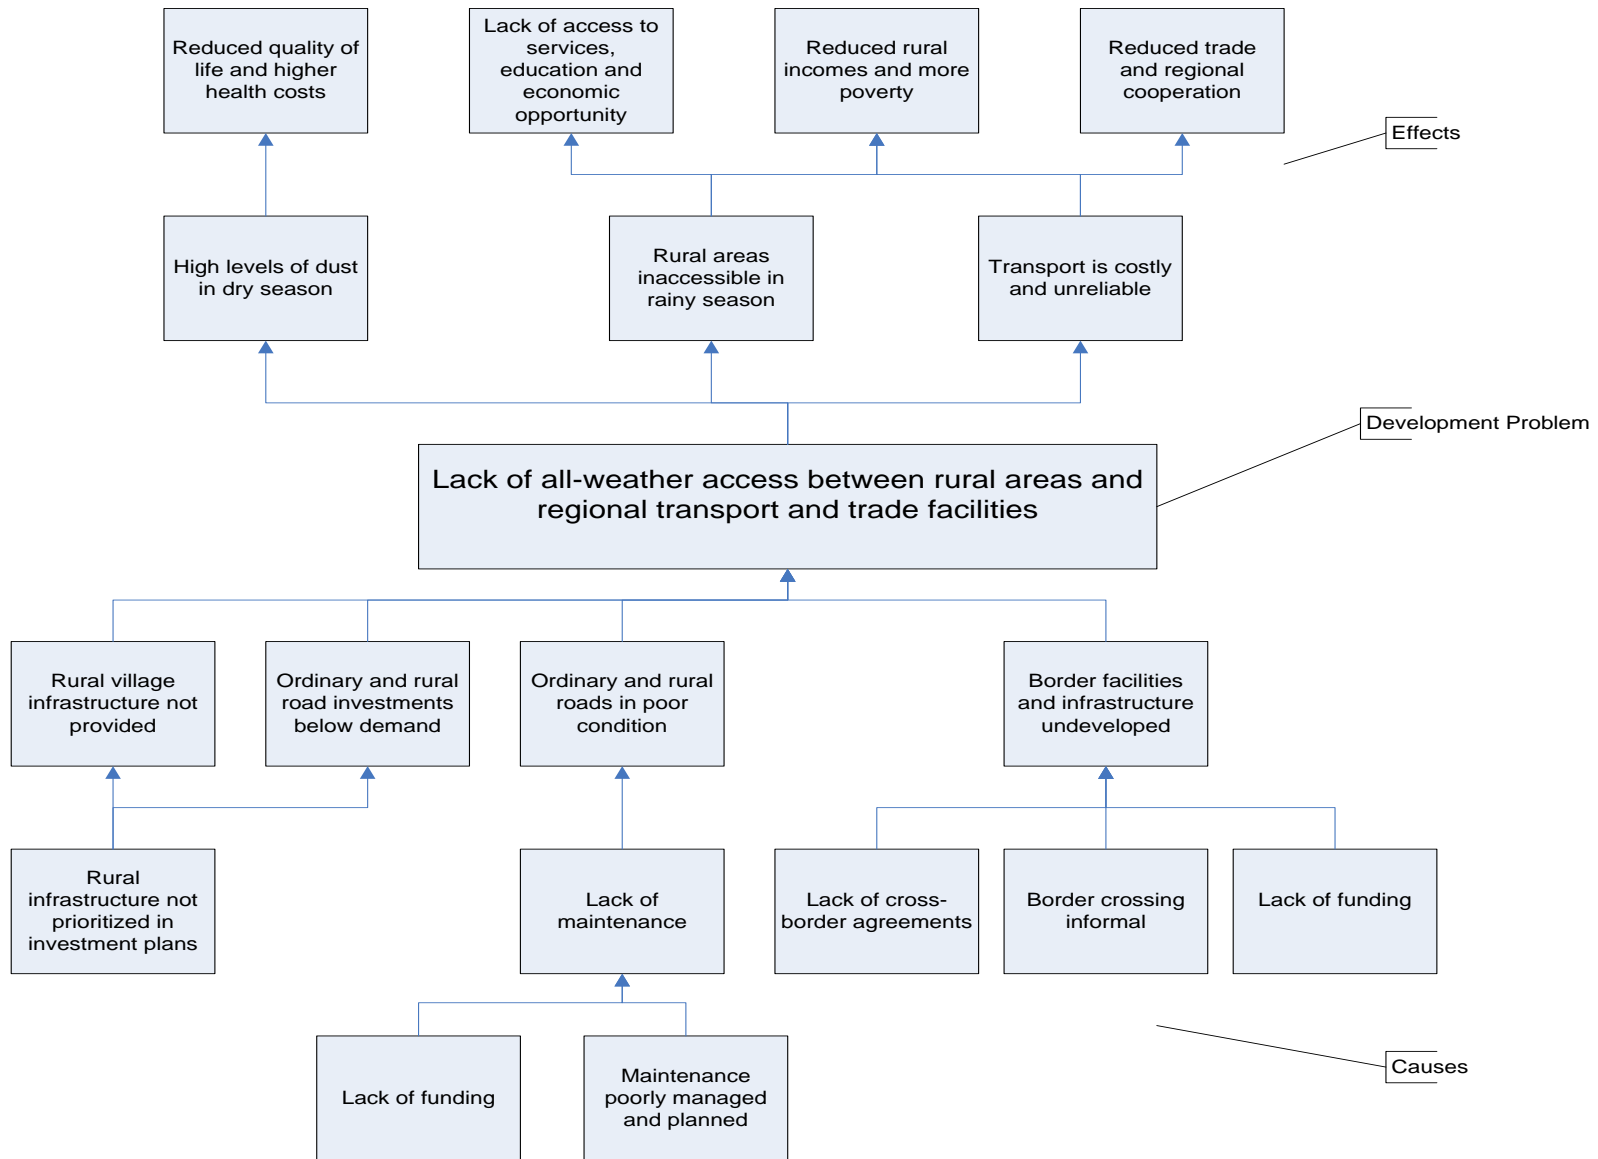 Reduced quality of
life and higher
health costs
Lack of access to
services,
education and
economic
opportunity
Reduced rural
incomes and more
poverty
Reduced trade
and regional
cooperation
Effects
High levels of dust
in dry season
Rural areas
inaccessible in
rainy season
Transport is costly
and unreliable
Development Problem
Lack of all-weather access between rural areas and
regional transport and trade facilities
Rural village
infrastructure not
provided
Ordinary and rural
road investments
below demand
Ordinary and rural
roads in poor
condition
Border facilities
and infrastructure
undeveloped
Rural
infrastructure not
prioritized in
investment plans
Lack of
maintenance
Lack of cross-
border agreements
Border crossing
informal
Lack of funding
Causes
Lack of funding
Maintenance
poorly managed
and planned